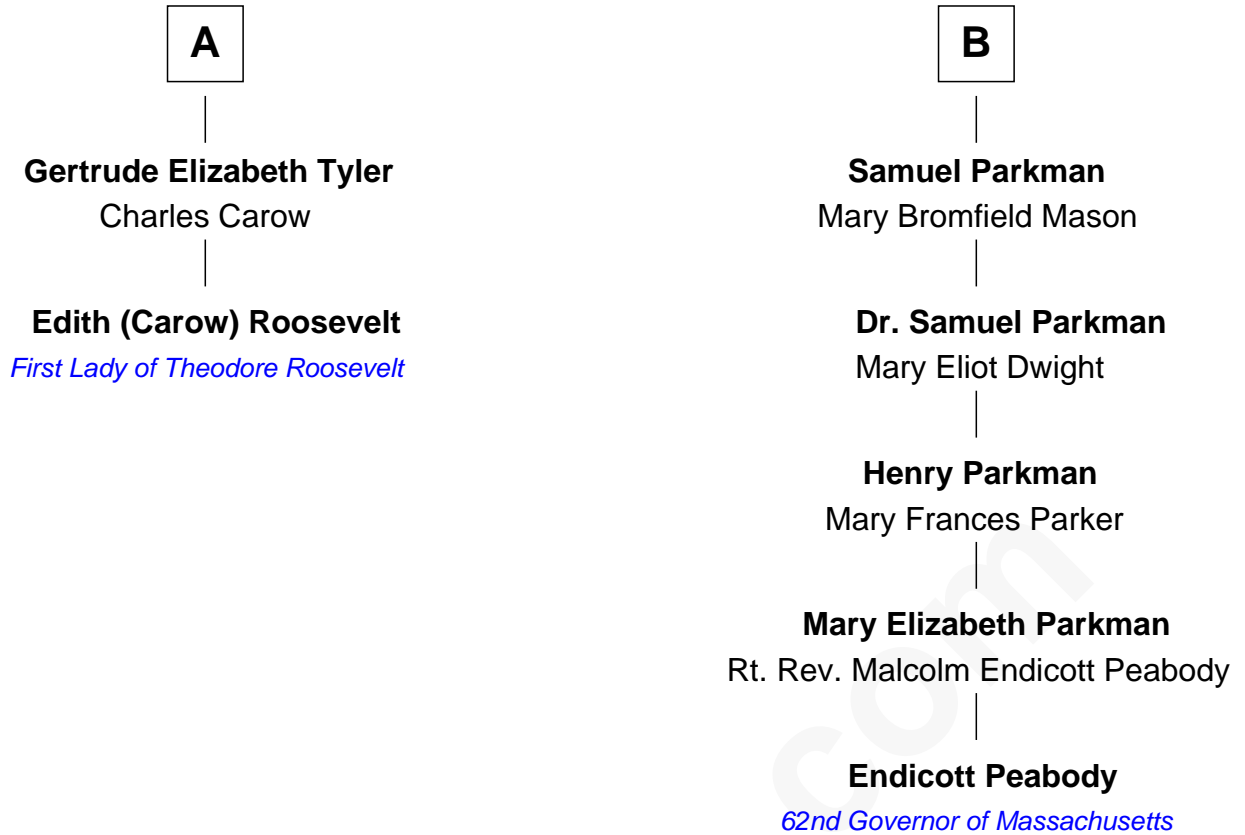 A
Gertrude Elizabeth Tyler
Charles Carow
Edith (Carow) Roosevelt
First Lady of Theodore Roosevelt
B
Samuel Parkman
Mary Bromfield Mason
Dr. Samuel Parkman
Mary Eliot Dwight
Henry Parkman
Mary Frances Parker
Mary Elizabeth Parkman
Rt. Rev. Malcolm Endicott Peabody
Endicott Peabody
62nd Governor of Massachusetts
com